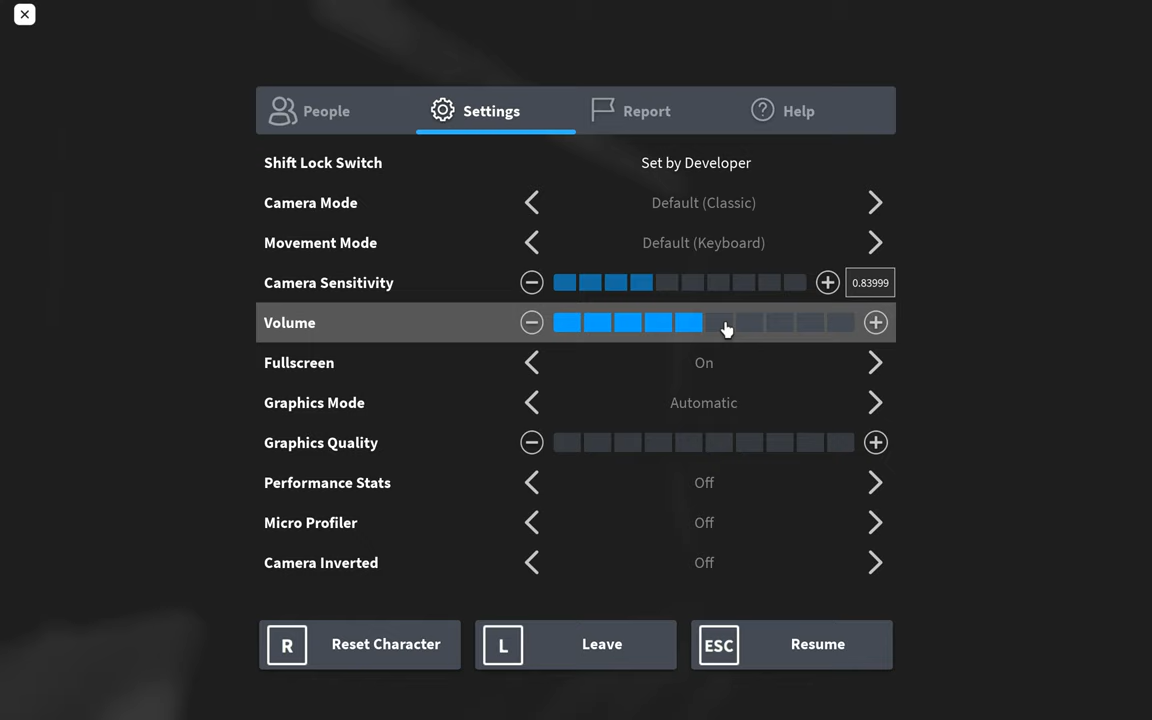 People Settings Report Help
Shift Lock Switch Set by Developer
Camera Mode Default (Classic)
Movement Mode Default (Keyboard)
Camera Sensitivity 0.83999
Volume
Fullscreen On
Graphics Mode Automatic
Graphics Quality
Performance Stats Off
Micro Profiler Off
Camera Inverted Off
R Reset Character L Leave ESC Resume